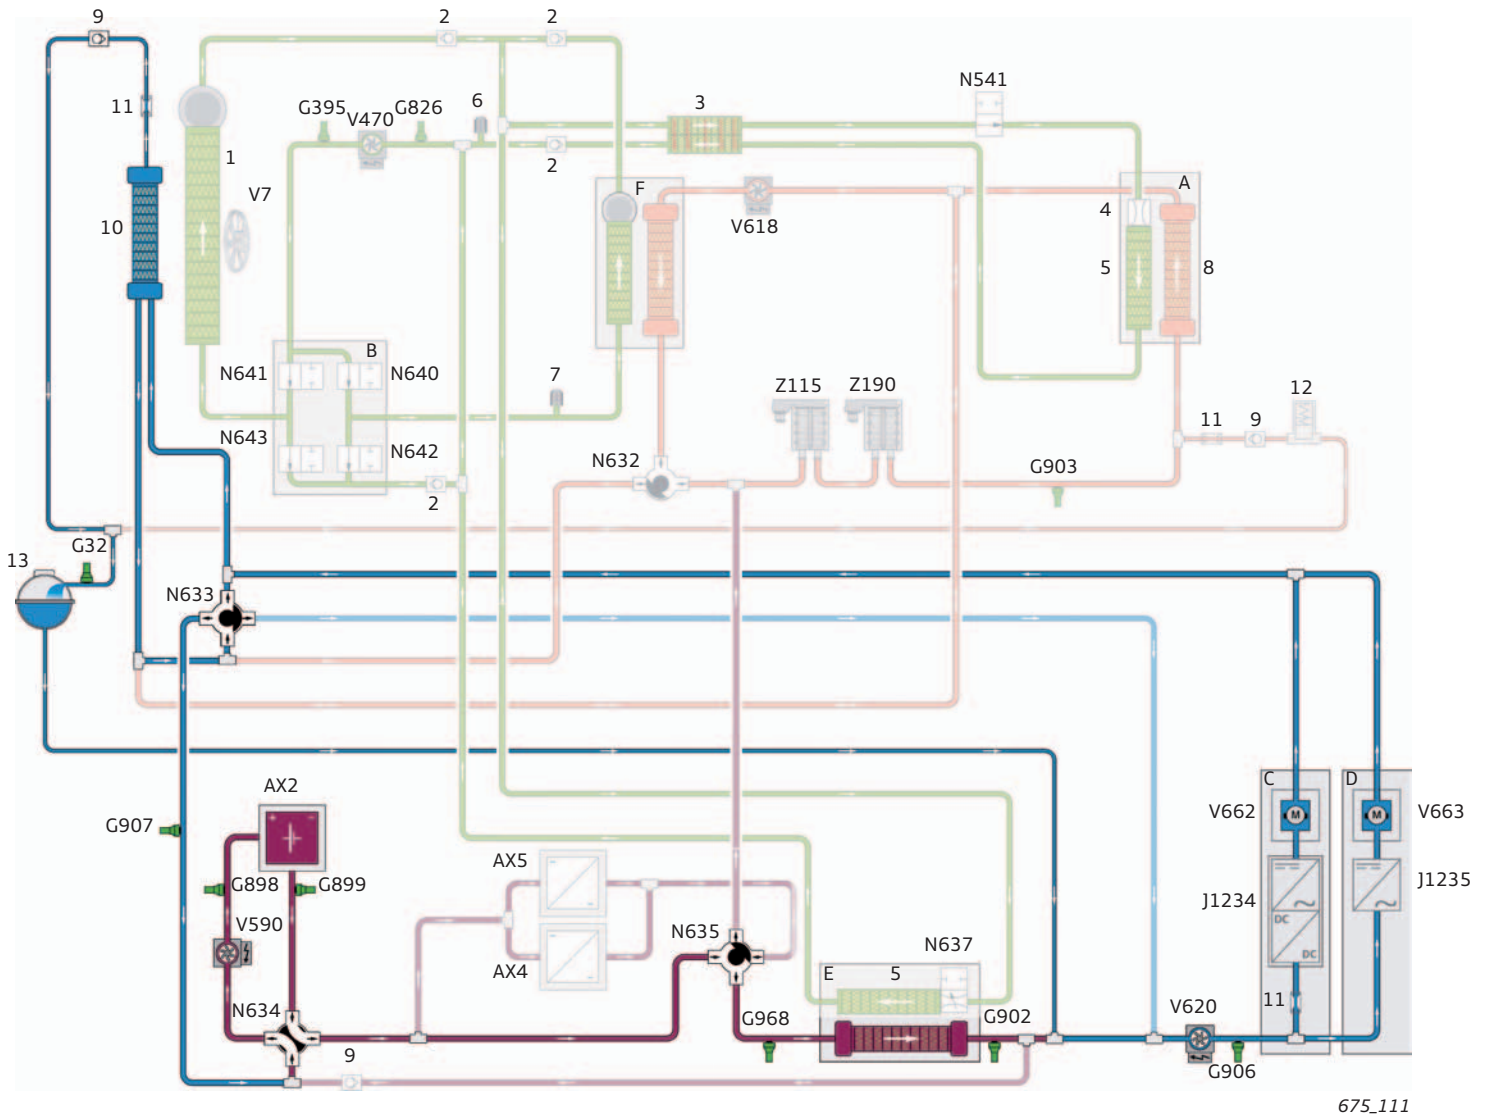 9
2
2
N541
11
G395
V470
G826
6
3
1
2
V7
F
A
10
V618
4
5
8
B
N641
N640
7
Z115
Z190
12
N643
N642
11
9
N632
G903
2
G32
13
N633
AX2
C
D
G907
V662
M
M
V663
AX5
G898
G899
J1235
J1234
DC
V590
N635
N637
DC
AX4
E
5
N634
G968
G902
V620
11
9
G906
675_111